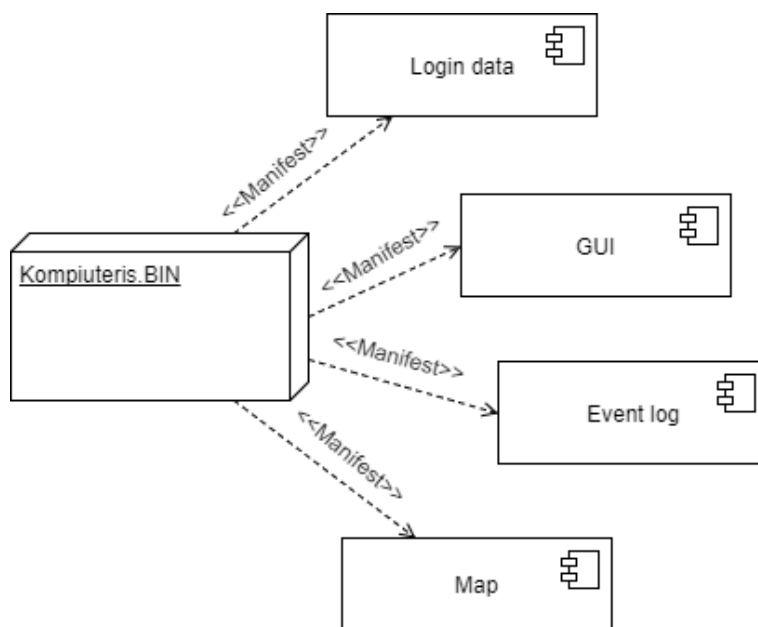 Login data
<<Manifest>>
GUI
<<Manifest>>
Kompiuteris.BIN
<<Manifest>>
Event log
<<Manifest>>
Map